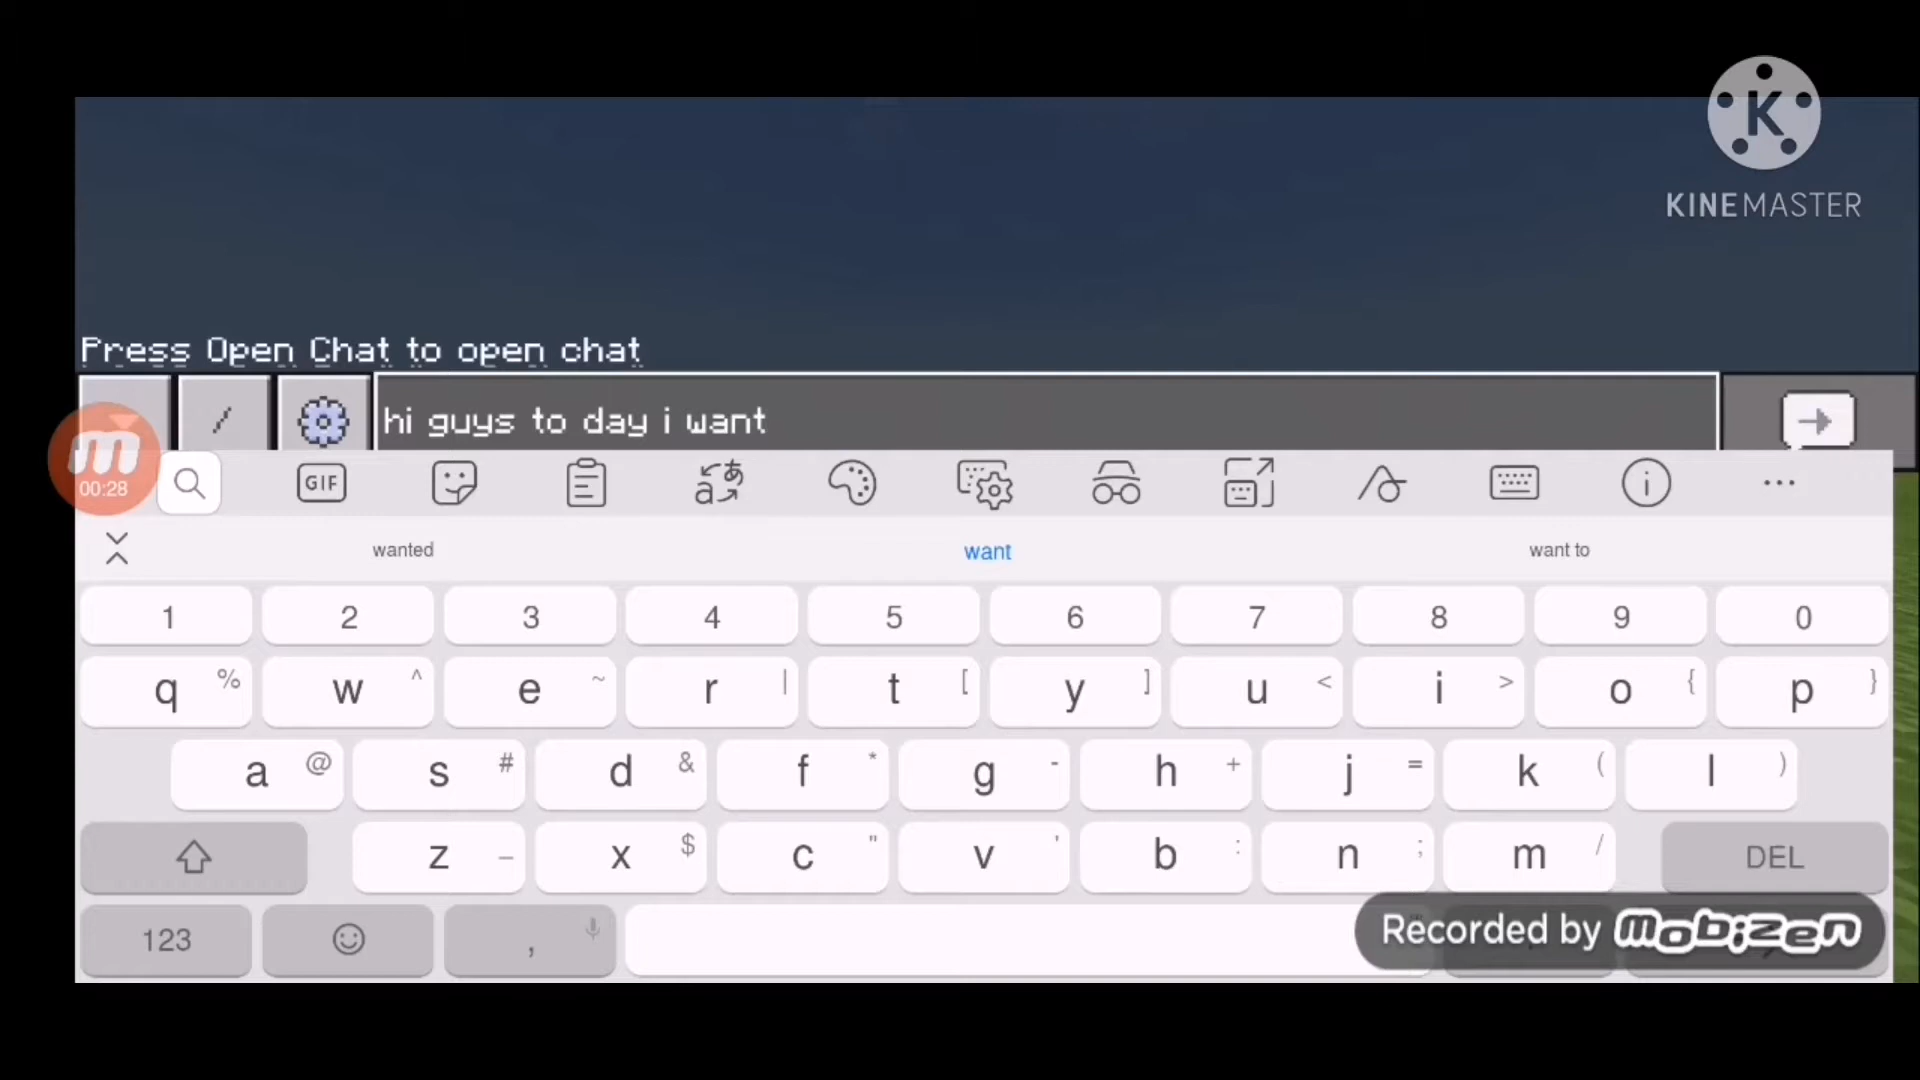 K
KINEMASTER
Press Open Chat to open chat
/
hi guys to day i want
00:28
GIF
wanted want want to
1 2 3 4 5 6 7 8 9 0
q % w ^ e ~ r | t [ y ] u < i > o { p }
a @ s # d & f * g - h + j = k ( l )
z _ x $ c " v ' b : n ; m / DEL
123 ,
Recorded by mobizen